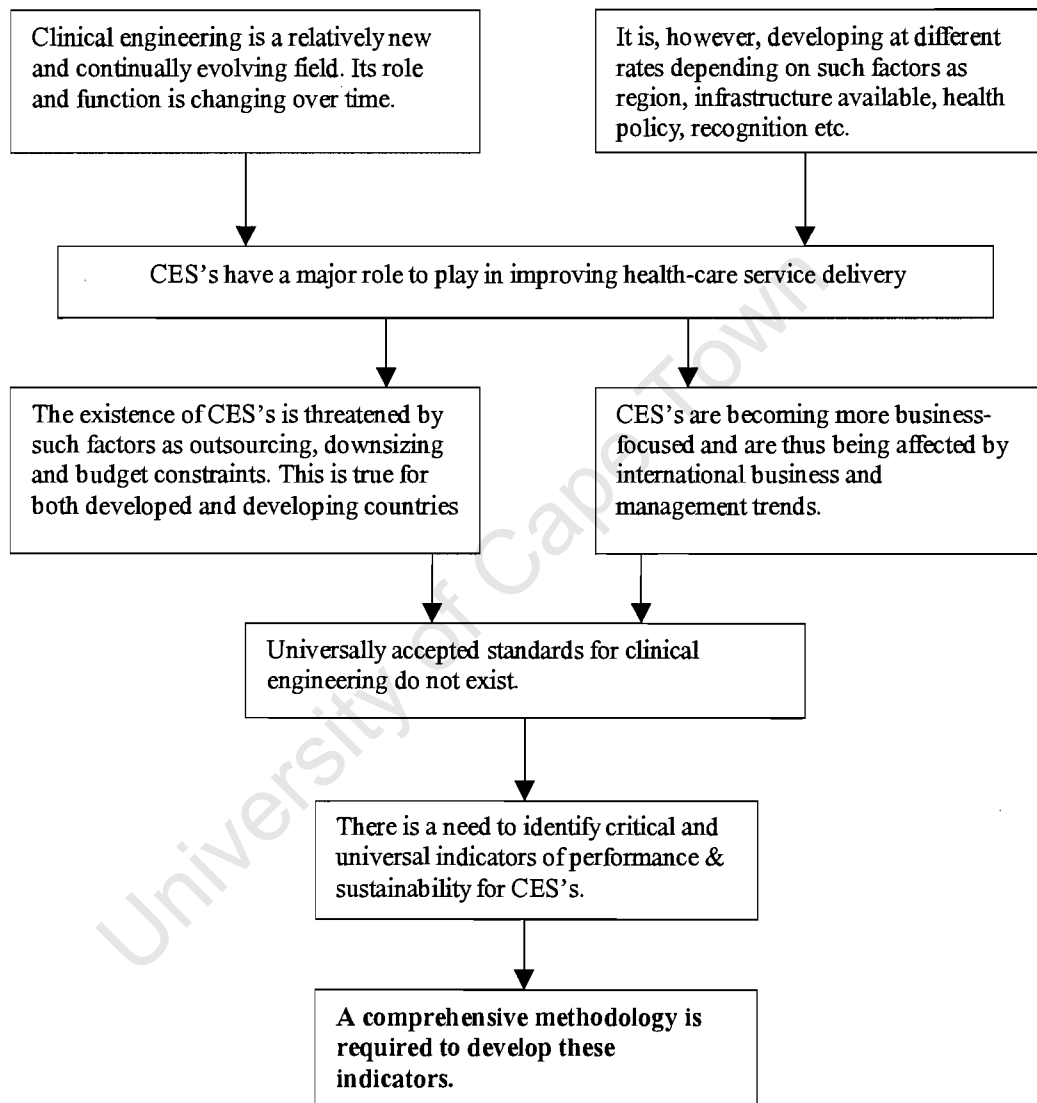 Clinical engineering is a relatively new
and continually evolving field. Its role
and function is changing over time.
It is, however, developing at different
rates depending on such factors as
region, infrastructure available, health
policy, recognition etc.
CES's have a major role to play in improving health-care service delivery
The existence of CES's is threatened by
such factors as outsourcing, downsizing
and budget constraints. This is true for
both developed and developing countries
CES's are becoming more business-
focused and are thus being affected by
international business and
management trends.
Universally accepted standards for clinical
engineering do not exist.
There is a need to identify critical and
universal indicators of performance &
sustainability for CES's.
A comprehensive methodology is
required to develop these
indicators.
University of Cape Town